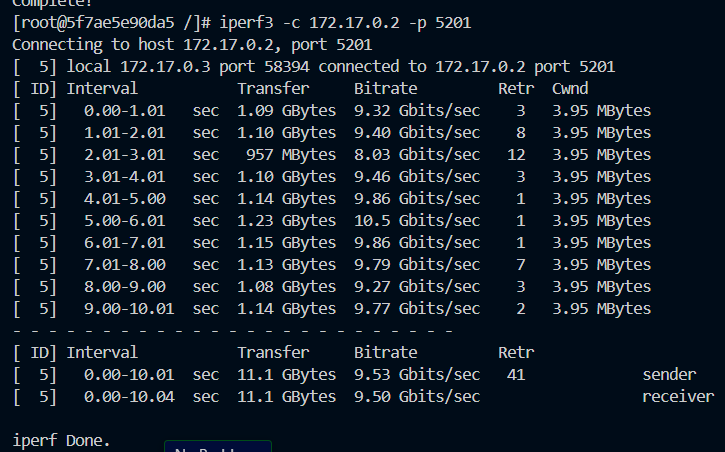 Complete!
[root@5f7ae5e90da5 /]# iperf3 -c 172.17.0.2 -p 5201
Connecting to host 172.17.0.2, port 5201
[  5] local 172.17.0.3 port 58394 connected to 172.17.0.2 port 5201
[ ID] Interval           Transfer     Bitrate         Retr  Cwnd
[  5]   0.00-1.01   sec  1.09 GBytes  9.32 Gbits/sec    3   3.95 MBytes
[  5]   1.01-2.01   sec  1.10 GBytes  9.40 Gbits/sec    8   3.95 MBytes
[  5]   2.01-3.01   sec   957 MBytes  8.03 Gbits/sec   12   3.95 MBytes
[  5]   3.01-4.01   sec  1.10 GBytes  9.46 Gbits/sec    3   3.95 MBytes
[  5]   4.01-5.00   sec  1.14 GBytes  9.86 Gbits/sec    1   3.95 MBytes
[  5]   5.00-6.01   sec  1.23 GBytes  10.5 Gbits/sec    1   3.95 MBytes
[  5]   6.01-7.01   sec  1.15 GBytes  9.86 Gbits/sec    1   3.95 MBytes
[  5]   7.01-8.00   sec  1.13 GBytes  9.79 Gbits/sec    7   3.95 MBytes
[  5]   8.00-9.00   sec  1.08 GBytes  9.27 Gbits/sec    3   3.95 MBytes
[  5]   9.00-10.01  sec  1.14 GBytes  9.77 Gbits/sec    2   3.95 MBytes
- - - - - - - - - - - - - - - - - - - - - - - - -
[ ID] Interval           Transfer     Bitrate         Retr
[  5]   0.00-10.01  sec  11.1 GBytes  9.53 Gbits/sec   41             sender
[  5]   0.00-10.04  sec  11.1 GBytes  9.50 Gbits/sec                  receiver
iperf Done.